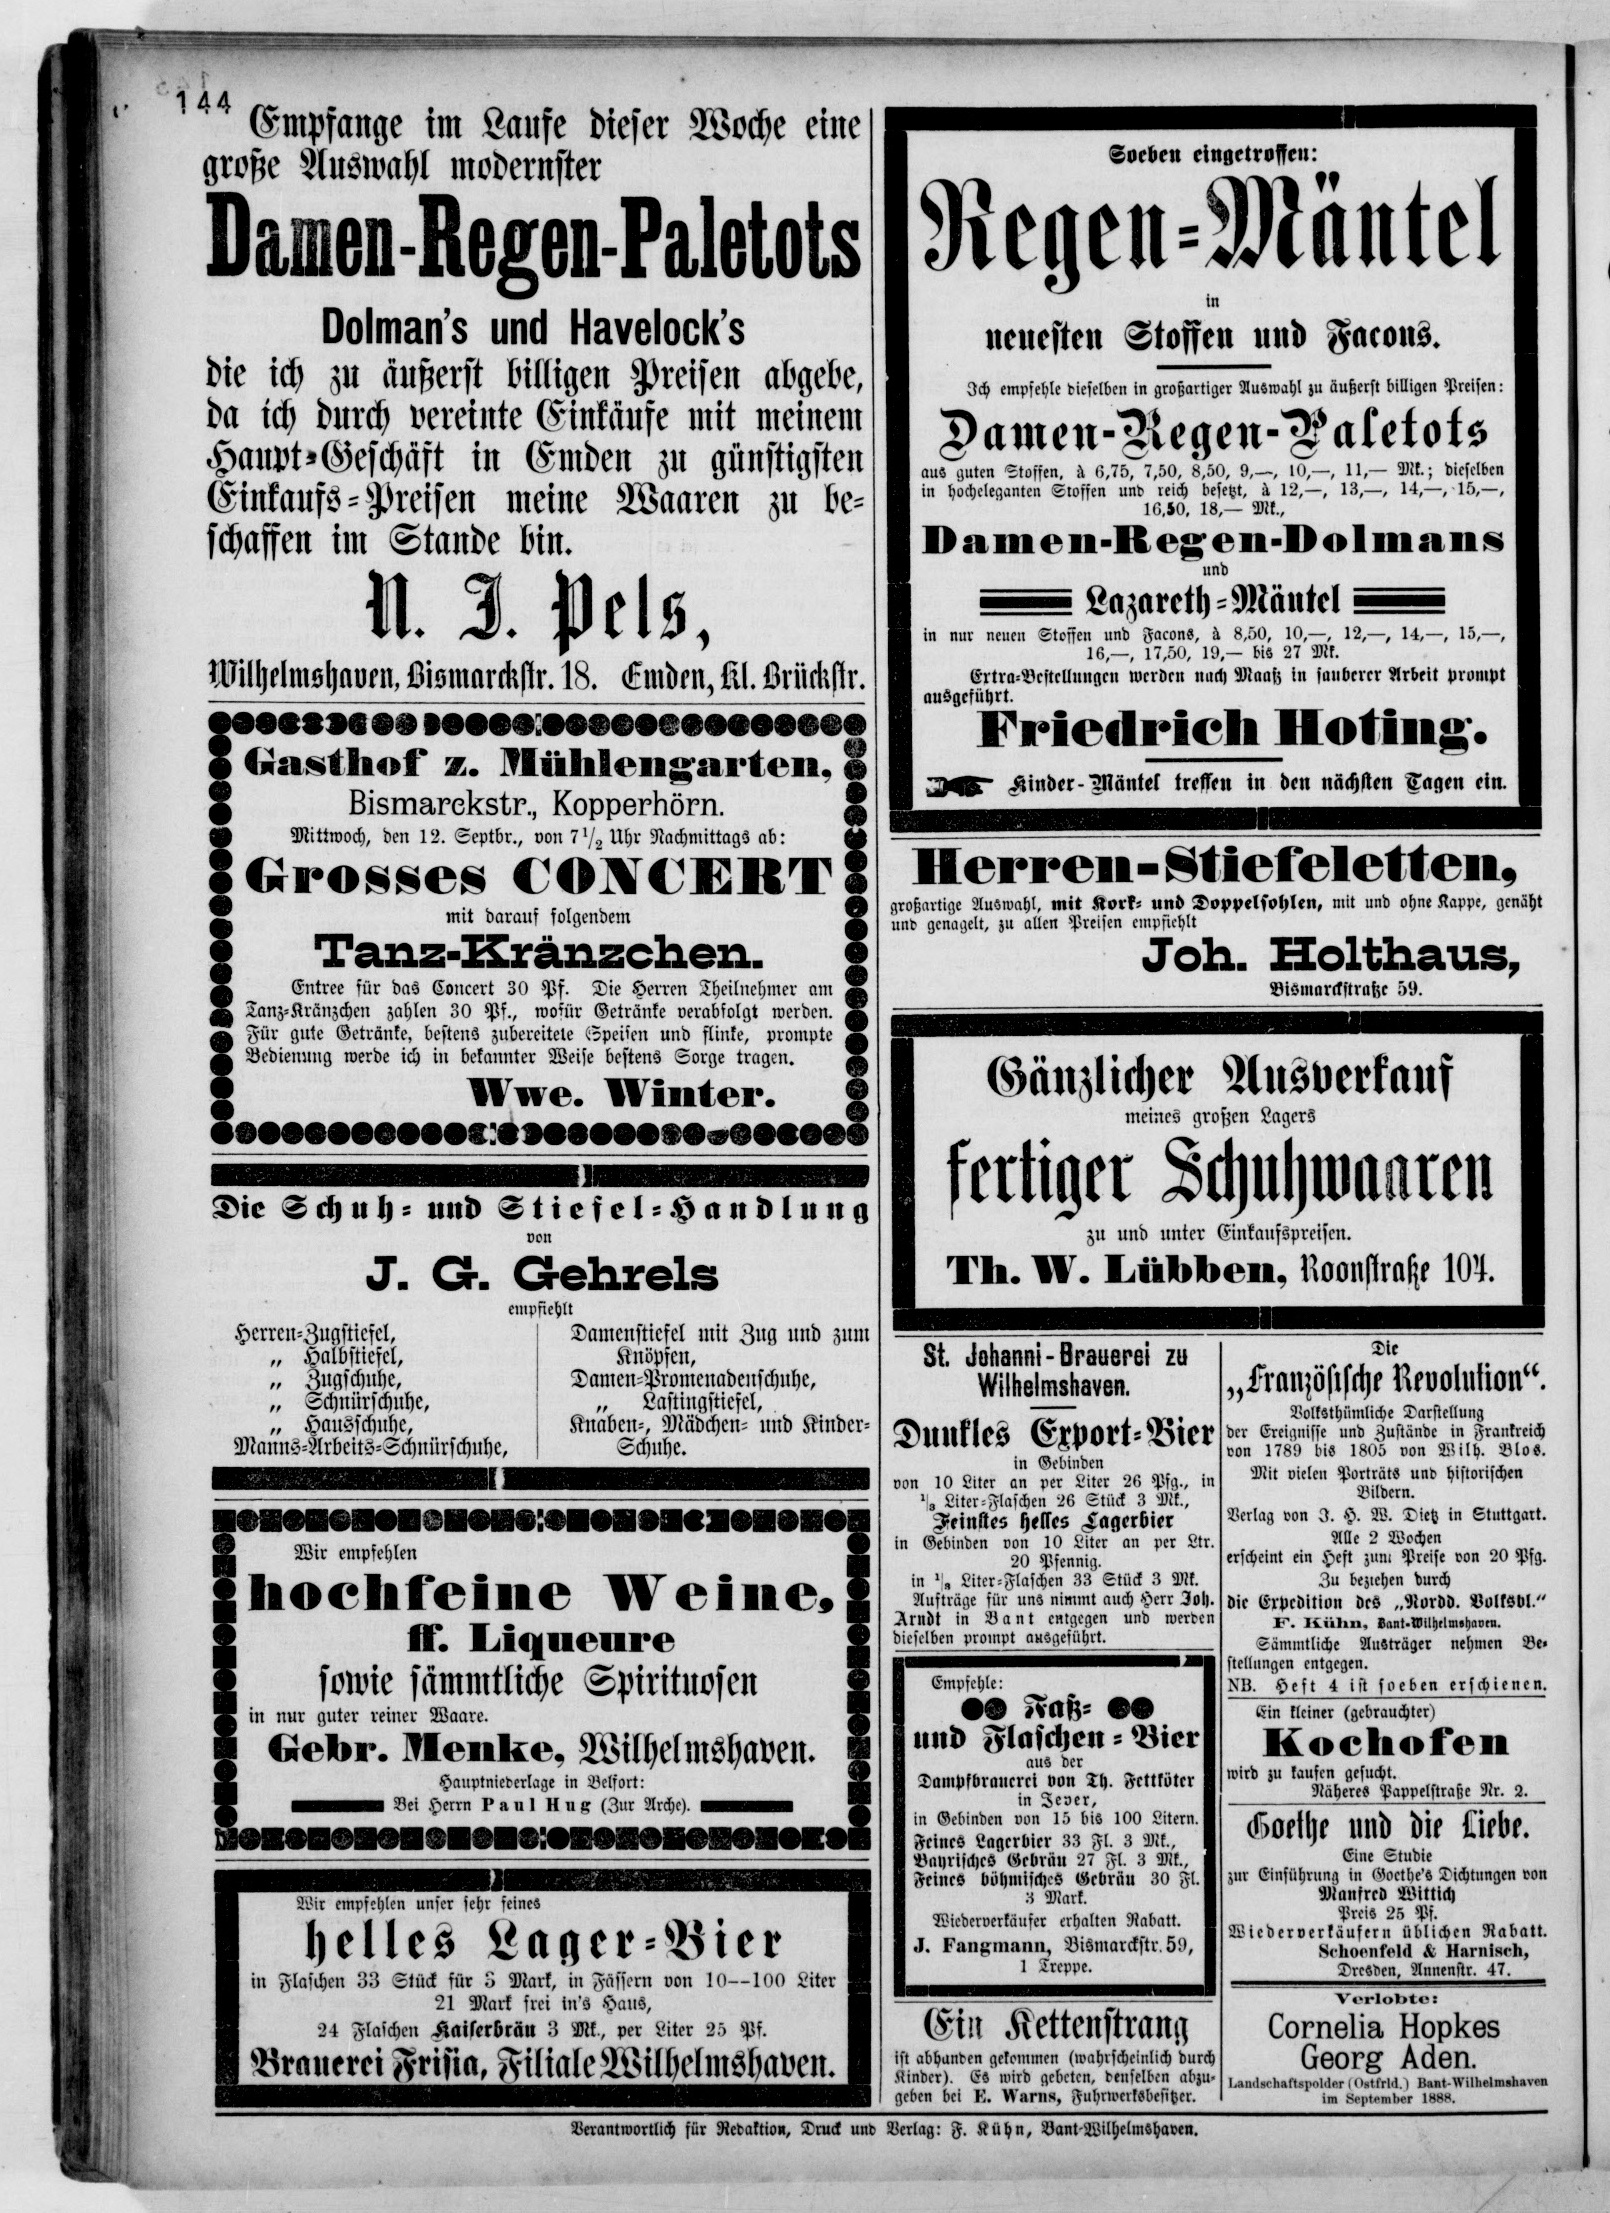 144
Empfange im Laufe dieser Woche eine
große Auswahl modernster
Damen-Regen-Paletots
Dolman's und Havelock's
die ich zu äußerst billigen Preisen abgebe,
da ich durch vereinte Einkäufe mit meinem
Haupt-Geschäft in Emden zu günstigsten
Einkaufs-Preisen meine Waaren zu be-
schaffen im Stande bin.
N. J. Pels,
Wilhelmshaven, Bismarckstr. 18. Emden, Kl. Brückstr.
Gasthof z. Mühlengarten,
Bismarckstr., Kopperhörn.
Mittwoch, den 12. Septbr., von 7 1/2 Uhr Nachmittags ab:
Grosses CONCERT
mit darauf folgendem
Tanz-Kränzchen.
Entree für das Concert 30 Pf. Die Herren Theilnehmer am
Tanz-Kränzchen zahlen 30 Pf., wofür Getränke verabfolgt werden.
Für gute Getränke, bestens zubereitete Speisen und flinke, prompte
Bedienung werde ich in bekannter Weise bestens Sorge tragen.
Wwe. Winter.
Die Schuh- und Stiefel-Handlung
von
J. G. Gehrels
empfiehlt
Herren-Zugstiefel,
„ Halbstiefel,
„ Zugschuhe,
„ Schnürschuhe,
„ Hausschuhe,
Manns-Arbeits-Schnürschuhe,
Damenstiefel mit Zug und zum
Knöpfen,
Damen-Promenadenschuhe,
„ Lastingstiefel,
Knaben-, Mädchen- und Kinder-
Schuhe.
Wir empfehlen
hochfeine Weine,
ff. Liqueure
sowie sämmtliche Spirituosen
in nur guter reiner Waare.
Gebr. Menke, Wilhelmshaven.
Hauptniederlage in Belfort:
Bei Herrn Paul Hug (Zur Arche).
Wir empfehlen unser sehr feines
helles Lager-Bier
in Flaschen 33 Stück für 3 Mark, in Fässern von 10--100 Liter
21 Mark frei in's Haus,
24 Flaschen Kaiserbräu 3 Mk., per Liter 25 Pf.
Brauerei Frisia, Filiale Wilhelmshaven.
Soeben eingetroffen:
Regen-Mäntel
in
neuesten Stoffen und Facons.
Ich empfehle dieselben in großartiger Auswahl zu äußerst billigen Preisen:
Damen-Regen-Paletots
aus guten Stoffen, à 6,75, 7,50, 8,50, 9,—, 10,—, 11,— Mk.; dieselben
in hocheleganten Stoffen und reich besetzt, à 12,—, 13,—, 14,—, 15,—,
16,50, 18,— Mk.,
Damen-Regen-Dolmans
und
Lazareth-Mäntel
in nur neuen Stoffen und Facons, à 8,50, 10,—, 12,—, 14,—, 15,—,
16,—, 17,50, 19,— bis 27 Mk.
Extra-Bestellungen werden nach Maaß in sauberer Arbeit prompt
ausgeführt.
Friedrich Hoting.
Kinder-Mäntel treffen in den nächsten Tagen ein.
Herren-Stiefeletten,
großartige Auswahl, mit Kork- und Doppelsohlen, mit und ohne Kappe, genäht
und genagelt, zu allen Preisen empfiehlt
Joh. Holthaus,
Bismarckstraße 59.
Gänzlicher Ausverkauf
meines großen Lagers
fertiger Schuhwaaren
zu und unter Einkaufspreisen.
Th. W. Lübben, Roonstraße 104.
St. Johanni-Brauerei zu
Wilhelmshaven.
Dunkles Export-Bier
in Gebinden
von 10 Liter an per Liter 26 Pfg., in
1/3 Liter-Flaschen 26 Stück 3 Mk.,
Feinstes helles Lagerbier
in Gebinden von 10 Liter an per Ltr.
20 Pfennig.
in 1/3 Liter-Flaschen 33 Stück 3 Mk.
Aufträge für uns nimmt auch Herr Joh.
Arndt in Bant entgegen und werden
dieselben prompt ausgeführt.
Empfehle:
Faß-
und Flaschen-Bier
aus der
Dampfbrauerei von Th. Fettköter
in Jever,
in Gebinden von 15 bis 100 Litern.
Feines Lagerbier 33 Fl. 3 Mk.,
Bayrisches Gebräu 27 Fl. 3 Mk.,
Feines böhmisches Gebräu 30 Fl.
3 Mark.
Wiederverkäufer erhalten Rabatt.
J. Fangmann, Bismarckstr. 59,
1 Treppe.
Ein Kettenstrang
ist abhanden gekommen (wahrscheinlich durch
Kinder). Es wird gebeten, denselben abzu-
geben bei E. Warns, Fuhrwerksbesitzer.
Die
„Französische Revolution“.
Volksthümliche Darstellung
der Ereignisse und Zustände in Frankreich
von 1789 bis 1805 von Wilh. Blos.
Mit vielen Porträts und historischen
Bildern.
Verlag von J. H. W. Dietz in Stuttgart.
Alle 2 Wochen
erscheint ein Heft zum Preise von 20 Pfg.
Zu beziehen durch
die Expedition des „Nordd. Volksbl.“
F. Kühn, Bant-Wilhelmshaven.
Sämmtliche Austräger nehmen Be-
stellungen entgegen.
NB. Heft 4 ist soeben erschienen.
Ein kleiner (gebrauchter)
Kochofen
wird zu kaufen gesucht.
Näheres Pappelstraße Nr. 2.
Goethe und die Liebe.
Eine Studie
zur Einführung in Goethe's Dichtungen von
Manfred Wittich
Preis 25 Pf.
Wiederverkäufern üblichen Rabatt.
Schoenfeld & Harnisch,
Dresden, Annenstr. 47.
Verlobte:
Cornelia Hopkes
Georg Aden.
Landschaftspolder (Ostfrld.) Bant-Wilhelmshaven
im September 1888.
Verantwortlich für Redaktion, Druck und Verlag: F. Kühn, Bant-Wilhelmshaven.